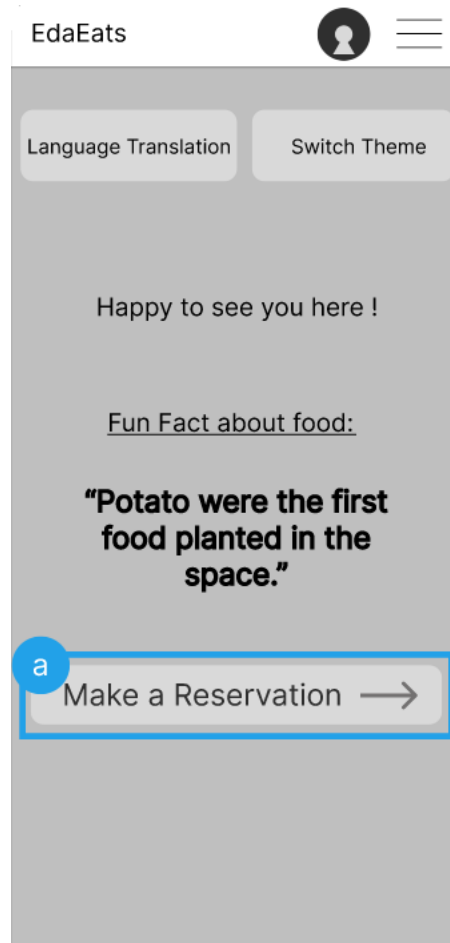 EdaEats
Language Translation
Switch Theme
Happy to see you here !
Fun Fact about food:
“Potato were the first
food planted in the
space.”
a
Make a Reservation